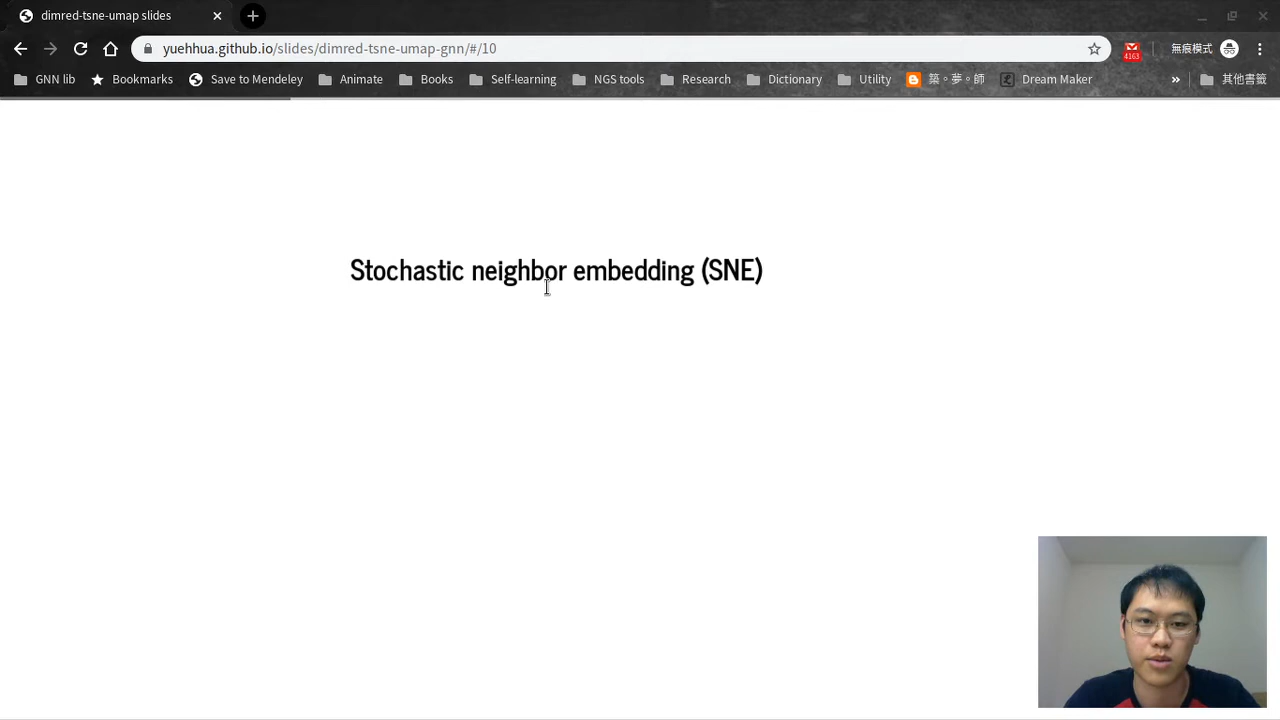 dimred-tsne-umap slides
yuehhua.github.io/slides/dimred-tsne-umap-gnn/#/10
4163
無痕模式
GNN lib
Bookmarks
Save to Mendeley
Animate
Books
Self-learning
NGS tools
Research
Dictionary
Utility
築。夢。師
Dream Maker
»
其他書籤
Stochastic neighbor embedding (SNE)